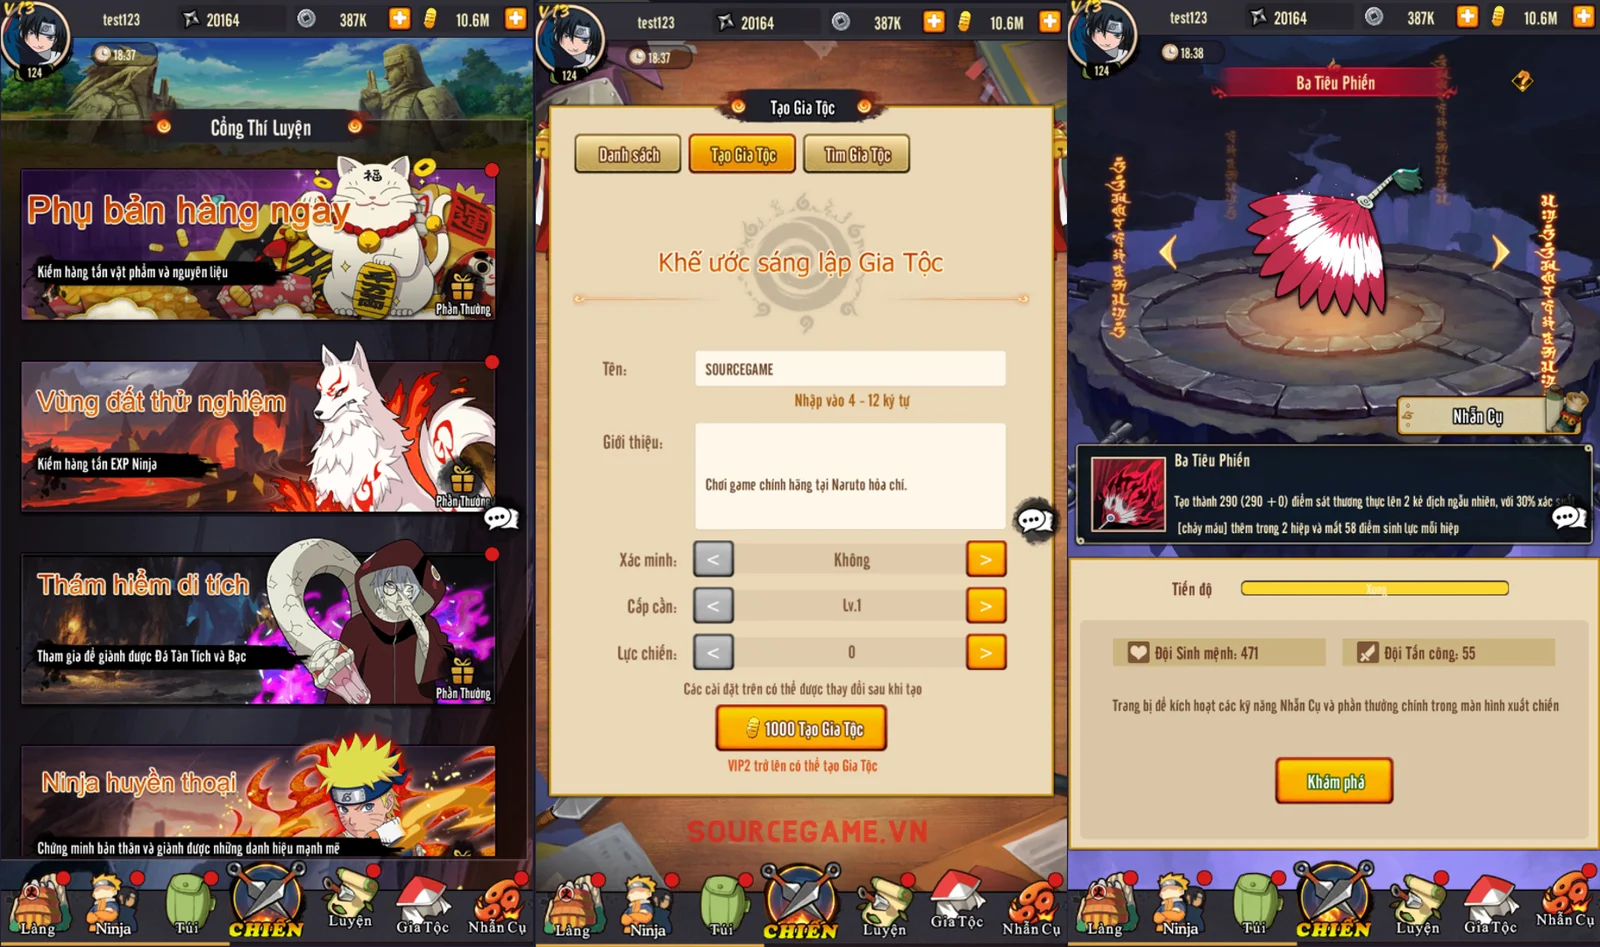 V13
test123
20164
387K
10.6M
124
18:37
Cổng Thí Luyện
Phụ bản hàng ngày
Kiếm hàng tấn vật phẩm và nguyên liệu
Phần Thưởng
Vùng đất thử nghiệm
Kiếm hàng tấn EXP Ninja
Phần Thưởng
Thám hiểm di tích
Tham gia để giành được Đá Tàn Tích và Bạc
Phần Thưởng
Ninja huyền thoại
Chứng minh bản thân và giành được những danh hiệu mạnh mẽ
Làng
Ninja
Túi
CHIẾN
Luyện
Gia Tộc
Nhẫn Cụ
V13
test123
20164
387K
10.6M
124
18:37
Tạo Gia Tộc
Danh sách
Tạo Gia Tộc
Tìm Gia Tộc
Khế ước sáng lập Gia Tộc
Tên:
SOURCEGAME
Nhập vào 4 - 12 ký tự
Giới thiệu:
Chơi game chính hãng tại Naruto hỏa chí.
Xác minh:
<
Không
>
Cấp cần:
<
Lv.1
>
Lực chiến:
<
0
>
Các cài đặt trên có thể được thay đổi sau khi tạo
1000 Tạo Gia Tộc
VIP2 trở lên có thể tạo Gia Tộc
SOURCEGAME.VN
Làng
Ninja
Túi
CHIẾN
Luyện
Gia Tộc
Nhẫn Cụ
V13
test123
20164
387K
10.6M
124
18:38
Ba Tiêu Phiến
Nhẫn Cụ
Ba Tiêu Phiến
Tạo thành 290 (290 +0) điểm sát thương thực lên 2 kẻ địch ngẫu nhiên, với 30% xác
[chảy máu] thêm trong 2 hiệp và mất 58 điểm sinh lực mỗi hiệp
Tiến độ
Xong
Đội Sinh mệnh: 471
Đội Tấn công: 55
Trang bị để kích hoạt các kỹ năng Nhẫn Cụ và phần thưởng chính trong màn hình xuất chiến
Khám phá
Làng
Ninja
Túi
CHIẾN
Luyện
Gia Tộc
Nhẫn Cụ